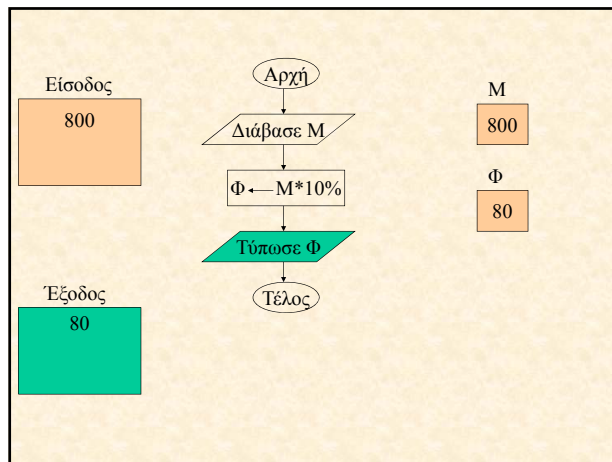 Είσοδος
800
Αρχή
Διάβασε Μ
Φ ← Μ*10%
Τύπωσε Φ
Τέλος
Μ
800
Φ
80
Έξοδος
80